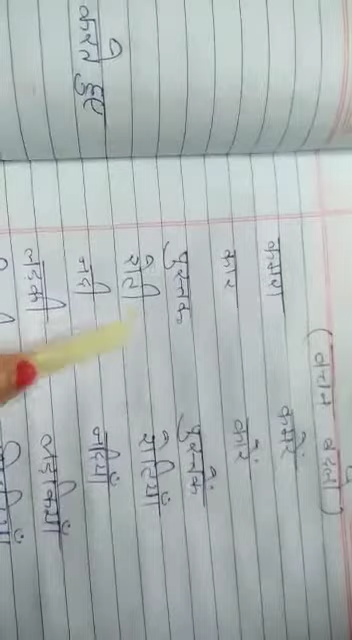 करते हुए
(वचन बदलो)
कमरा कमरे
कार कारें
पुस्तक पुस्तकें
रोटी रोटियाँ
नदी नदियाँ
लड़की लड़कियाँ